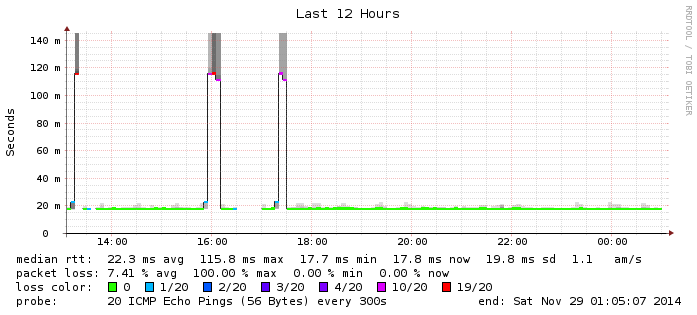 Last 12 Hours
RRDTOOL / TOBI OETIKER
Seconds
140 m
120 m
100 m
80 m
60 m
40 m
20 m
0
14:00 16:00 18:00 20:00 22:00 00:00
median rtt: 22.3 ms avg 115.8 ms max 17.7 ms min 17.8 ms now 19.8 ms sd 1.1 am/s
packet loss: 7.41 % avg 100.00 % max 0.00 % min 0.00 % now
loss color: 0 1/20 2/20 3/20 4/20 10/20 19/20
probe: 20 ICMP Echo Pings (56 Bytes) every 300s end: Sat Nov 29 01:05:07 2014